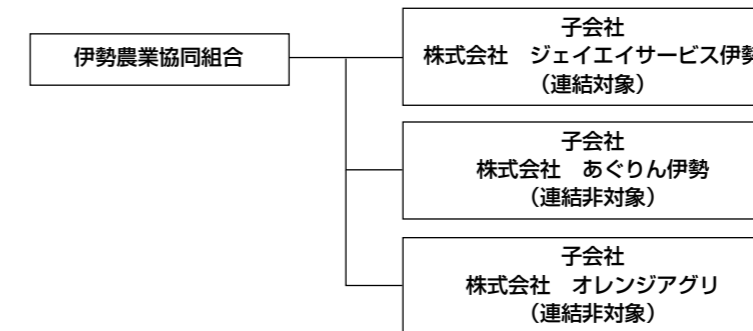 伊勢農業協同組合
子会社
株式会社　ジェイエイサービス伊勢
（連結対象）
子会社
株式会社　あぐりん伊勢
（連結非対象）
子会社
株式会社　オレンジアグリ
（連結非対象）